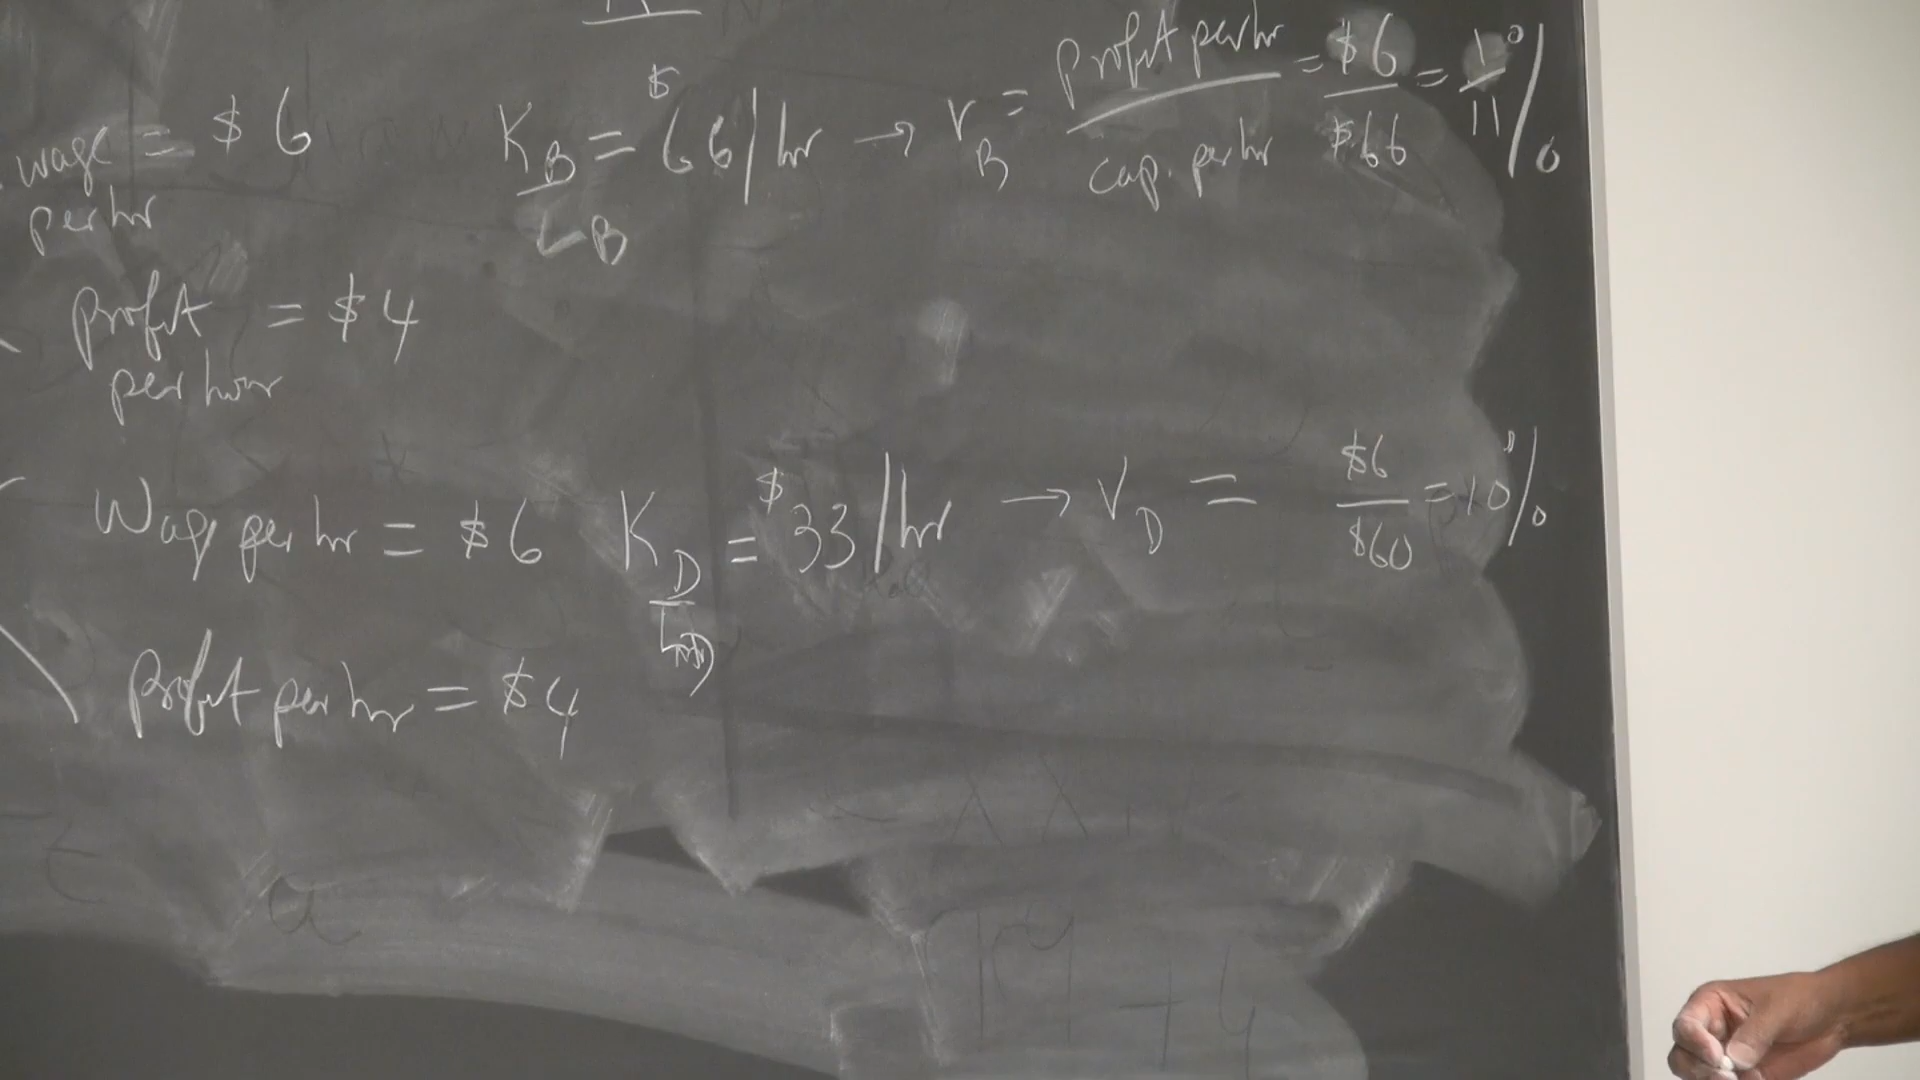 wage = $6
per hr
K_B/L_B = $66/hr → r_B = Profit per hr/cap. per hr = $6/$66 = 1/11 %
profit = $4
per hour
Wage per hr = $6 K_D/L_D = $33/hr → r_D = $6/$60 = 10%
Profit per hr = $4